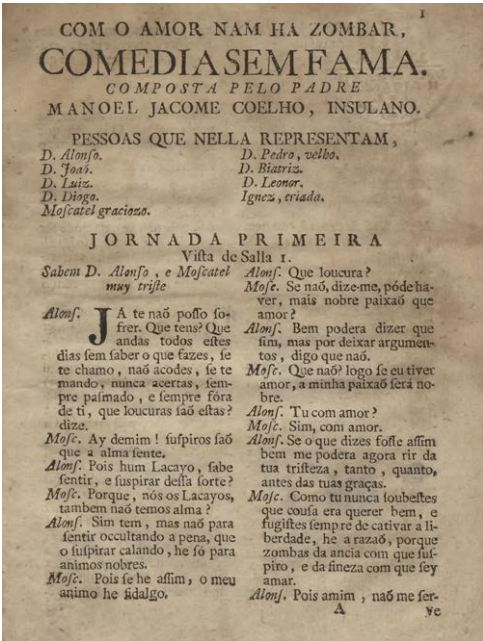 1
COM O AMOR NAM HA ZOMBAR,
COMEDIA SEM FAMA.
COMPOSTA PELO PADRE
MANOEL JACOME COELHO, INSULANO.
PESSOAS QUE NELLA REPRESENTAM,
D. Alonſo.
D. Joaõ.
D. Luiz.
D. Diogo.
Moſcatel gracioζo.
D. Pedro, velho.
D. Biatriz.
D. Leonor.
Ignez, criada.
JORNADA PRIMEIRA
Viſta de Salla 1.
Sahem D. Alonſo, e Moſcatel
muy triſte
Alonſ. JA te naõ poſſo ſo-
frer. Que tens? Que
andas todos eſtes
dias ſem ſaber o que fazes, ſe
te chamo, naõ acodes, ſe te
mando, nunca acertas, ſem-
pre paſmado, e ſempre fóra
de ti, que loucuras ſaõ eſtas?
dize.
Moſc. Ay demim! ſuſpiros ſaõ
que a alma ſente.
Alonſ. Pois hum Lacayo, ſabe
ſentir, e ſuſpirar deſſa ſorte?
Moſc. Porque, nós os Lacayos,
tambem naõ temos alma?
Alonſ. Sim tem, mas naõ para
ſentir occultando a pena, que
o ſuſpirar calando, he ſó para
animos nobres.
Moſc. Pois ſe he aſſim, o meu
animo he fidalgo.
Alonſ. Que loucura?
Moſc. Se naõ, dize-me, póde ha-
ver, mais nobre paixaõ que
amor?
Alonſ. Bem podera dizer que
ſim, mas por deixar argumen-
tos, digo que naõ.
Moſc. Que naõ? logo ſe eu tiver
amor, a minha paixaõ ſerá no-
bre.
Alonſ. Tu com amor?
Moſc. Sim, com amor.
Alonſ. Se o que dizes foſſe aſſim
bem me podera agora rir da
tua triſteza, tanto, quanto,
antes das tuas graças.
Moſc. Como tu nunca ſoubeſtes
que couſa era querer bem, e
fugiſtes ſempre de cativar a li-
berdade, he a razaõ, porque
zombas da ancia com que ſuſ-
piro, e da fineza com que ſey
amar.
Alonſ. Pois amim, naõ me ſer-
A
ve